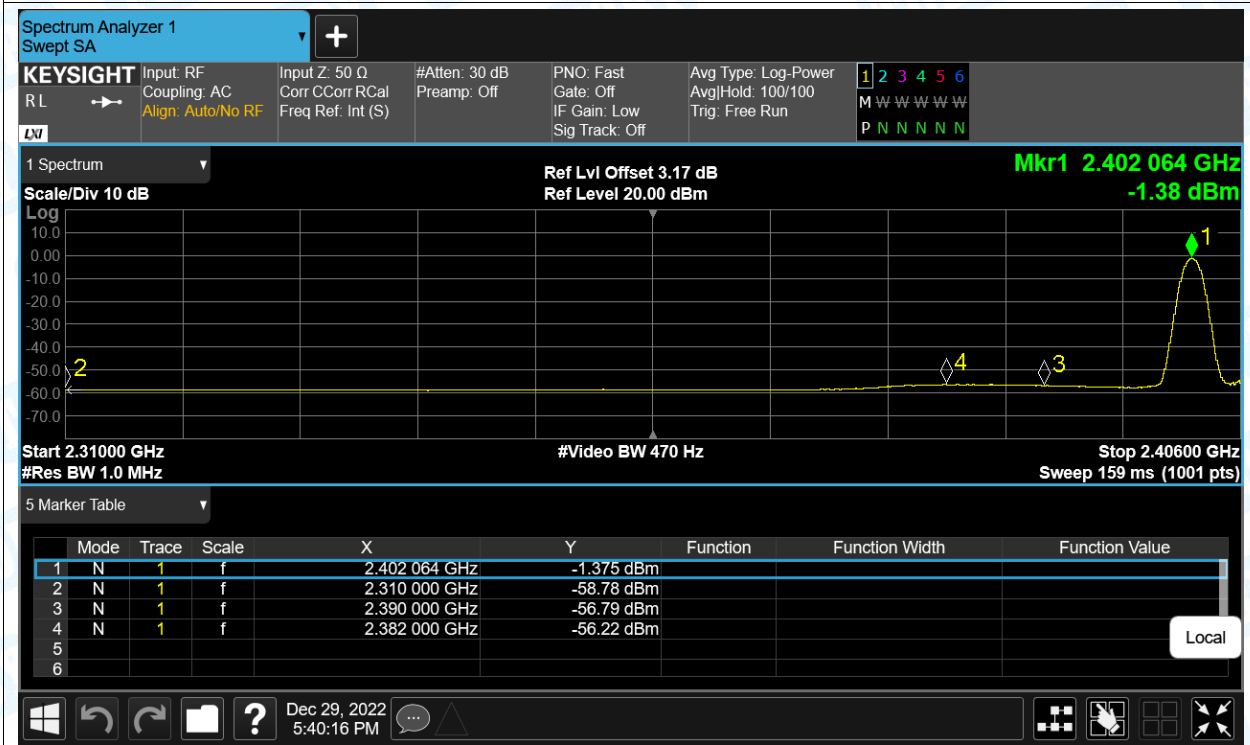 Spectrum Analyzer 1
Swept SA
KEYSIGHT Input: RF Input Z: 50 Ω #Atten: 30 dB PNO: Fast Avg Type: Log-Power 1 2 3 4 5 6
R L Coupling: AC Corr CCorr RCal Preamp: Off Gate: Off Avg|Hold: 100/100 M W W W W W
Align: Auto/No RF Freq Ref: Int (S) IF Gain: Low Trig: Free Run
LXI Sig Track: Off P N N N N N
1 Spectrum
Ref Lvl Offset 3.17 dB Mkr1 2.402 064 GHz
Scale/Div 10 dB Ref Level 20.00 dBm -1.38 dBm
Log
10.0
0.00
-10.0
-20.0
-30.0
-40.0
-50.0
-60.0
-70.0
1
2
4
3
Start 2.31000 GHz #Video BW 470 Hz Stop 2.40600 GHz
#Res BW 1.0 MHz Sweep 159 ms (1001 pts)
5 Marker Table
Mode Trace Scale X Y Function Function Width Function Value
1 N 1 f 2.402 064 GHz -1.375 dBm
2 N 1 f 2.310 000 GHz -58.78 dBm
3 N 1 f 2.390 000 GHz -56.79 dBm
4 N 1 f 2.382 000 GHz -56.22 dBm
5
6
Local
? Dec 29, 2022
5:40:16 PM